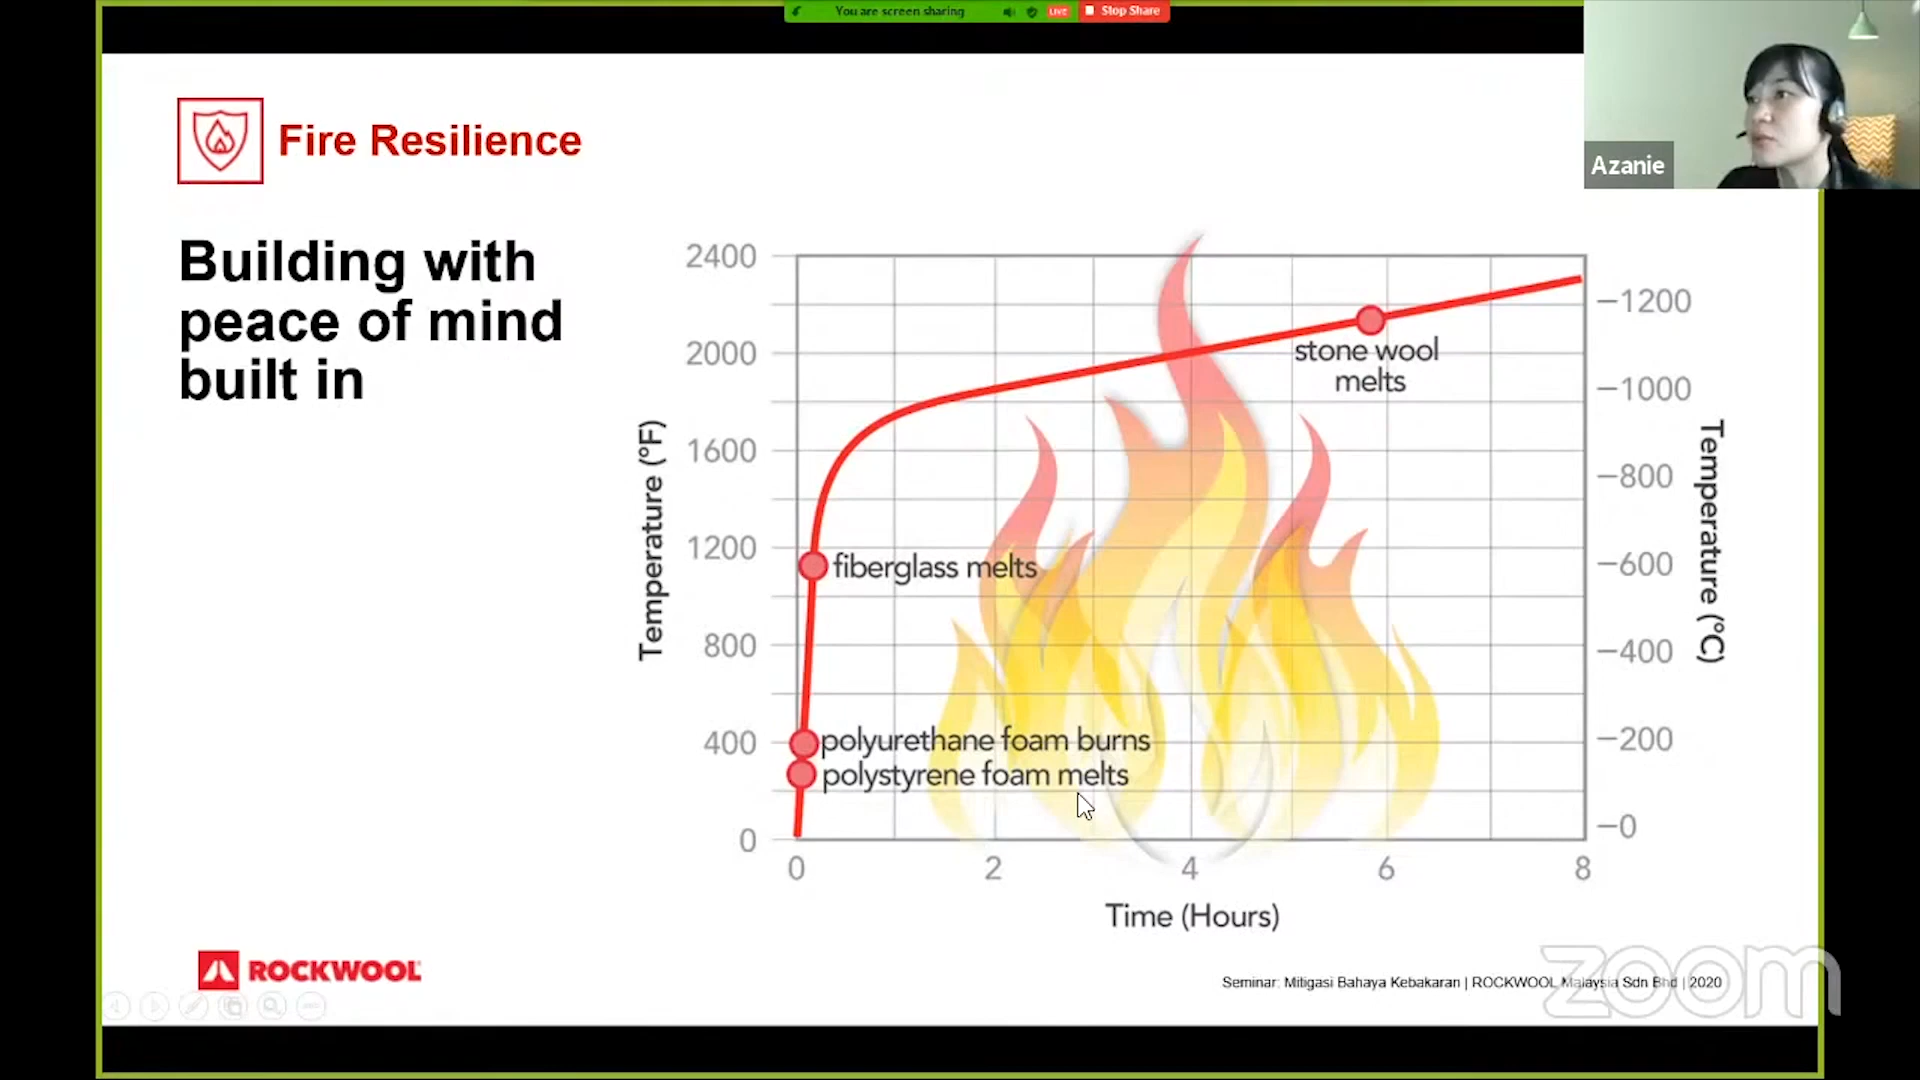 You are screen sharing
LIVE
Stop Share
Azanie
Fire Resilience
Building with
peace of mind
built in
Temperature (°F)
2400
2000
1600
1200
800
400
0
stone wool
melts
fiberglass melts
polyurethane foam burns
polystyrene foam melts
–1200
–1000
–800
–600
–400
–200
–0
Temperature (°C)
0 2 4 6 8
Time (Hours)
ROCKWOOL
Seminar: Mitigasi Bahaya Kebakaran | ROCKWOOL Malaysia Sdn Bhd | 2020
zoom